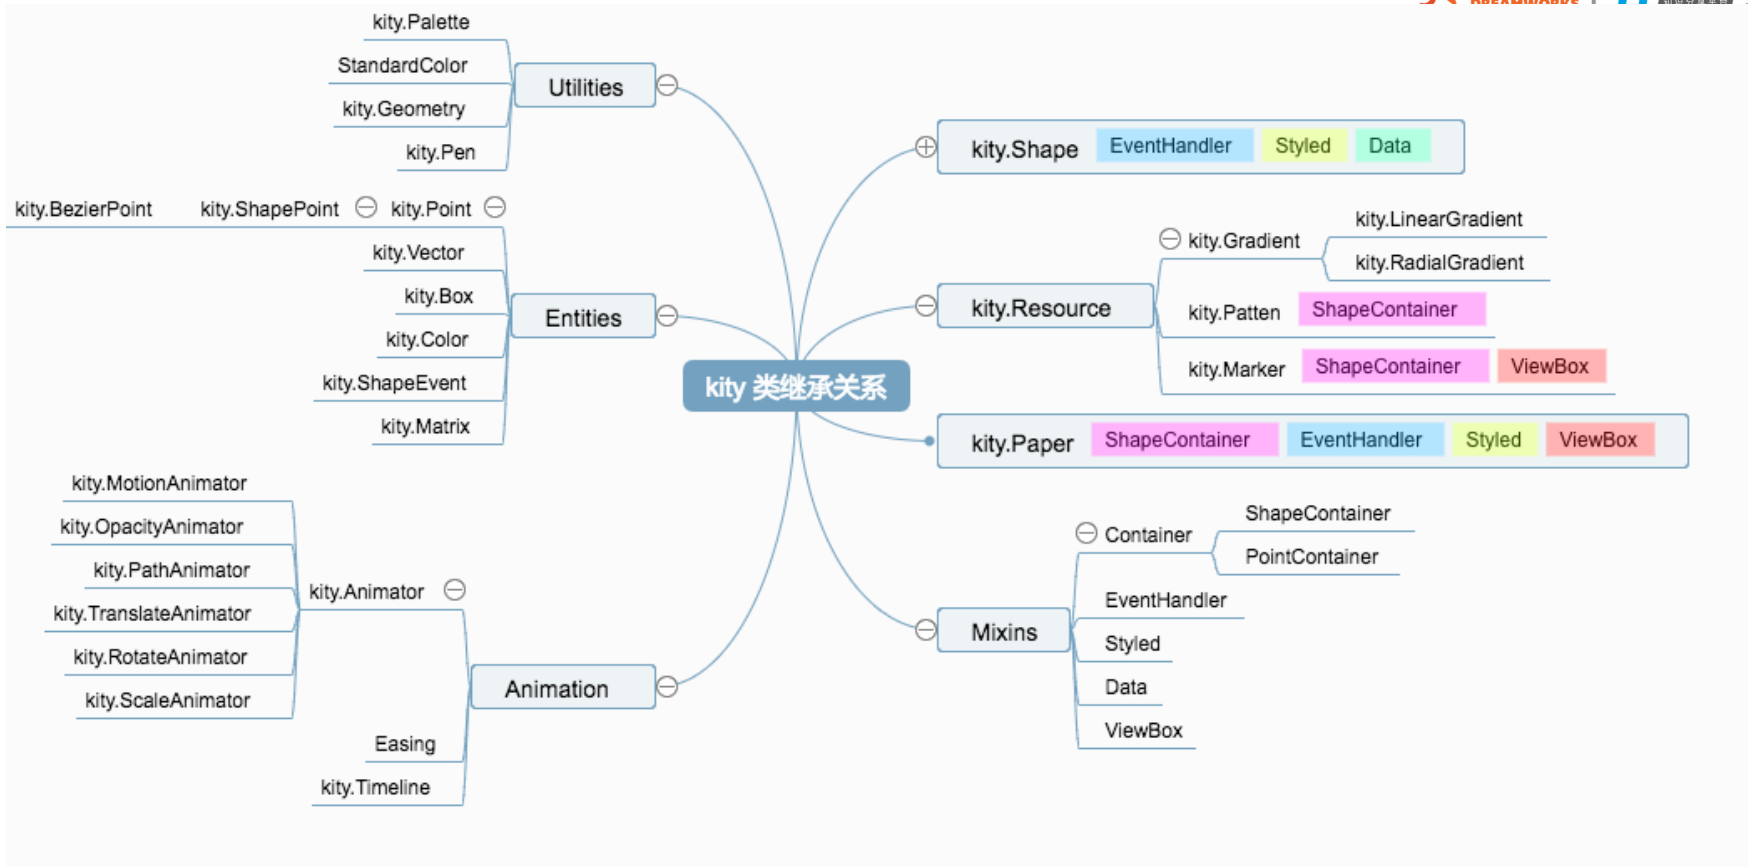 kity.Palette
StandardColor
kity.Geometry
kity.Pen
Utilities
kity.BezierPoint kity.ShapePoint kity.Point
kity.Vector
kity.Box
kity.Color
kity.ShapeEvent
kity.Matrix
Entities
kity.MotionAnimator
kity.OpacityAnimator
kity.PathAnimator
kity.TranslateAnimator
kity.RotateAnimator
kity.ScaleAnimator
kity.Animator
Easing
kity.Timeline
Animation
kity 类继承关系
kity.Shape EventHandler Styled Data
kity.Resource
kity.Gradient
kity.LinearGradient
kity.RadialGradient
kity.Patten ShapeContainer
kity.Marker ShapeContainer ViewBox
kity.Paper ShapeContainer EventHandler Styled ViewBox
Mixins
Container
ShapeContainer
PointContainer
EventHandler
Styled
Data
ViewBox